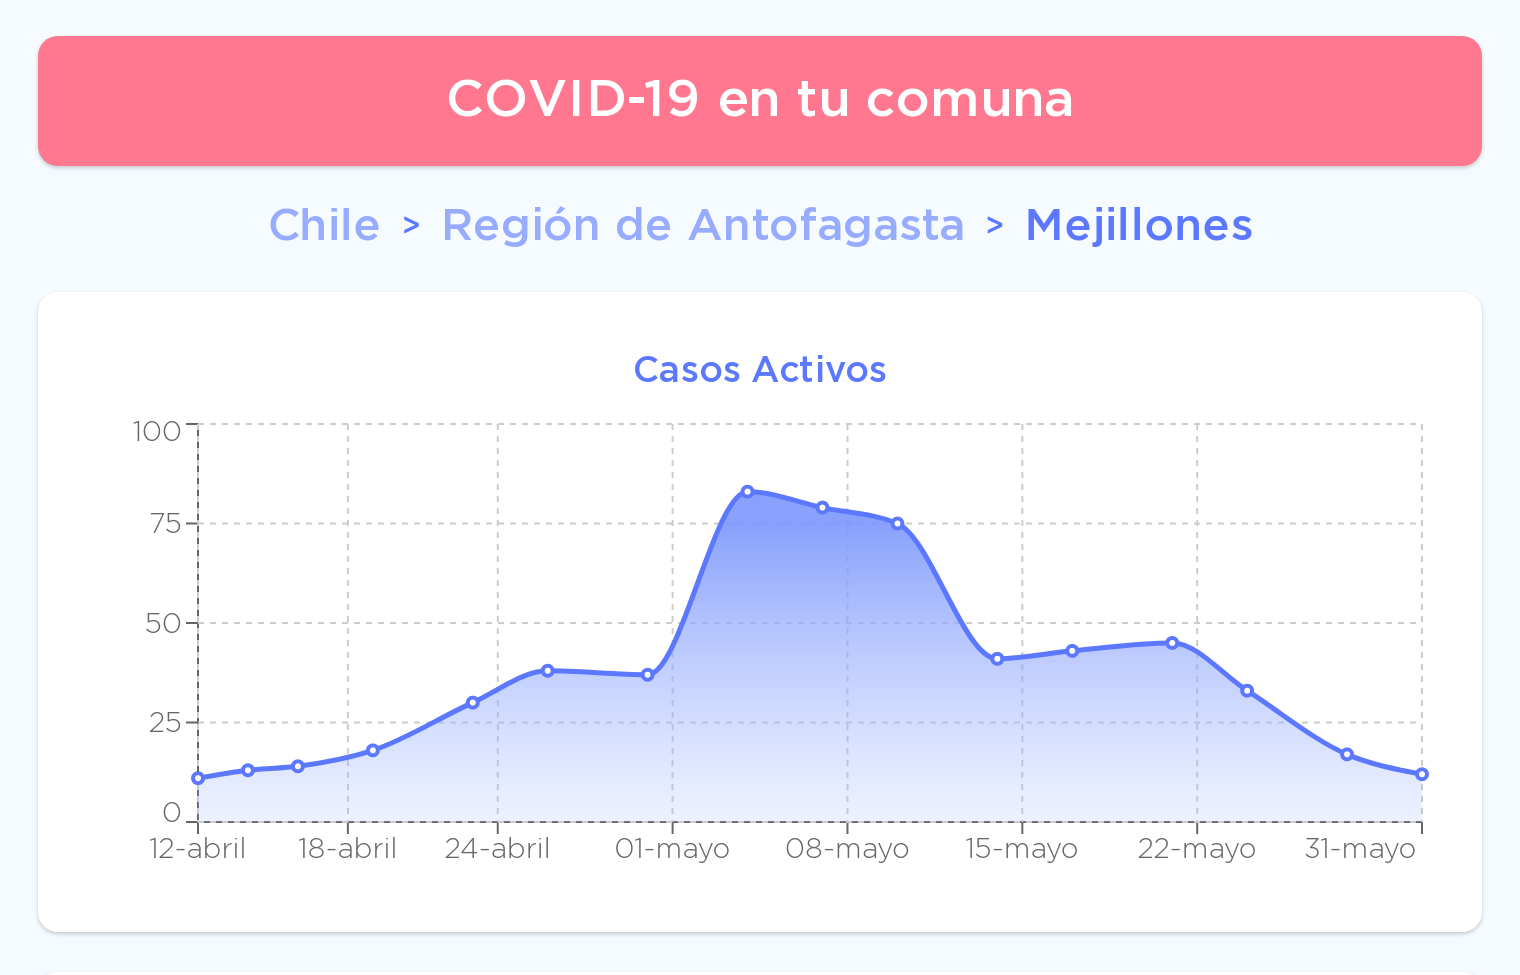 COVID-19 en tu comuna
Chile > Región de Antofagasta > Mejillones
Casos Activos
100
75
50
25
0
12-abril 18-abril 24-abril 01-mayo 08-mayo 15-mayo 22-mayo 31-mayo